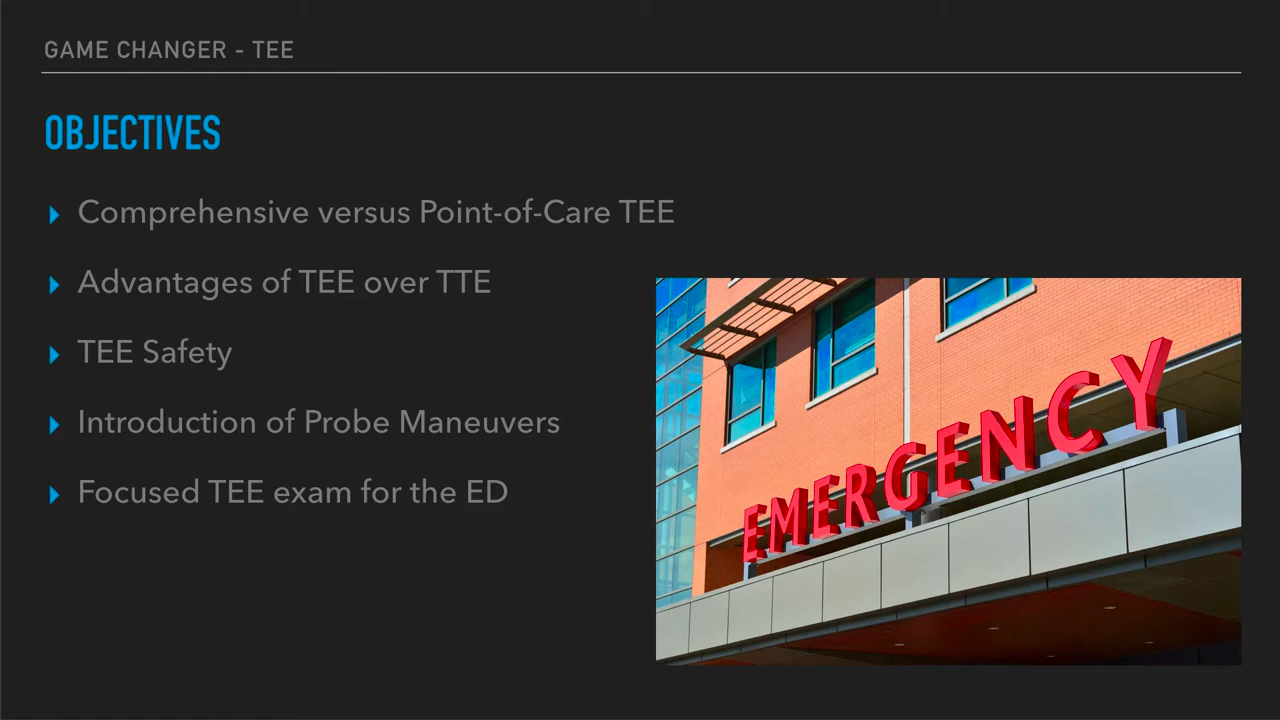 GAME CHANGER - TEE
OBJECTIVES
Comprehensive versus Point-of-Care TEE
Advantages of TEE over TTE
TEE Safety
Introduction of Probe Maneuvers
Focused TEE exam for the ED
EMERGENCY